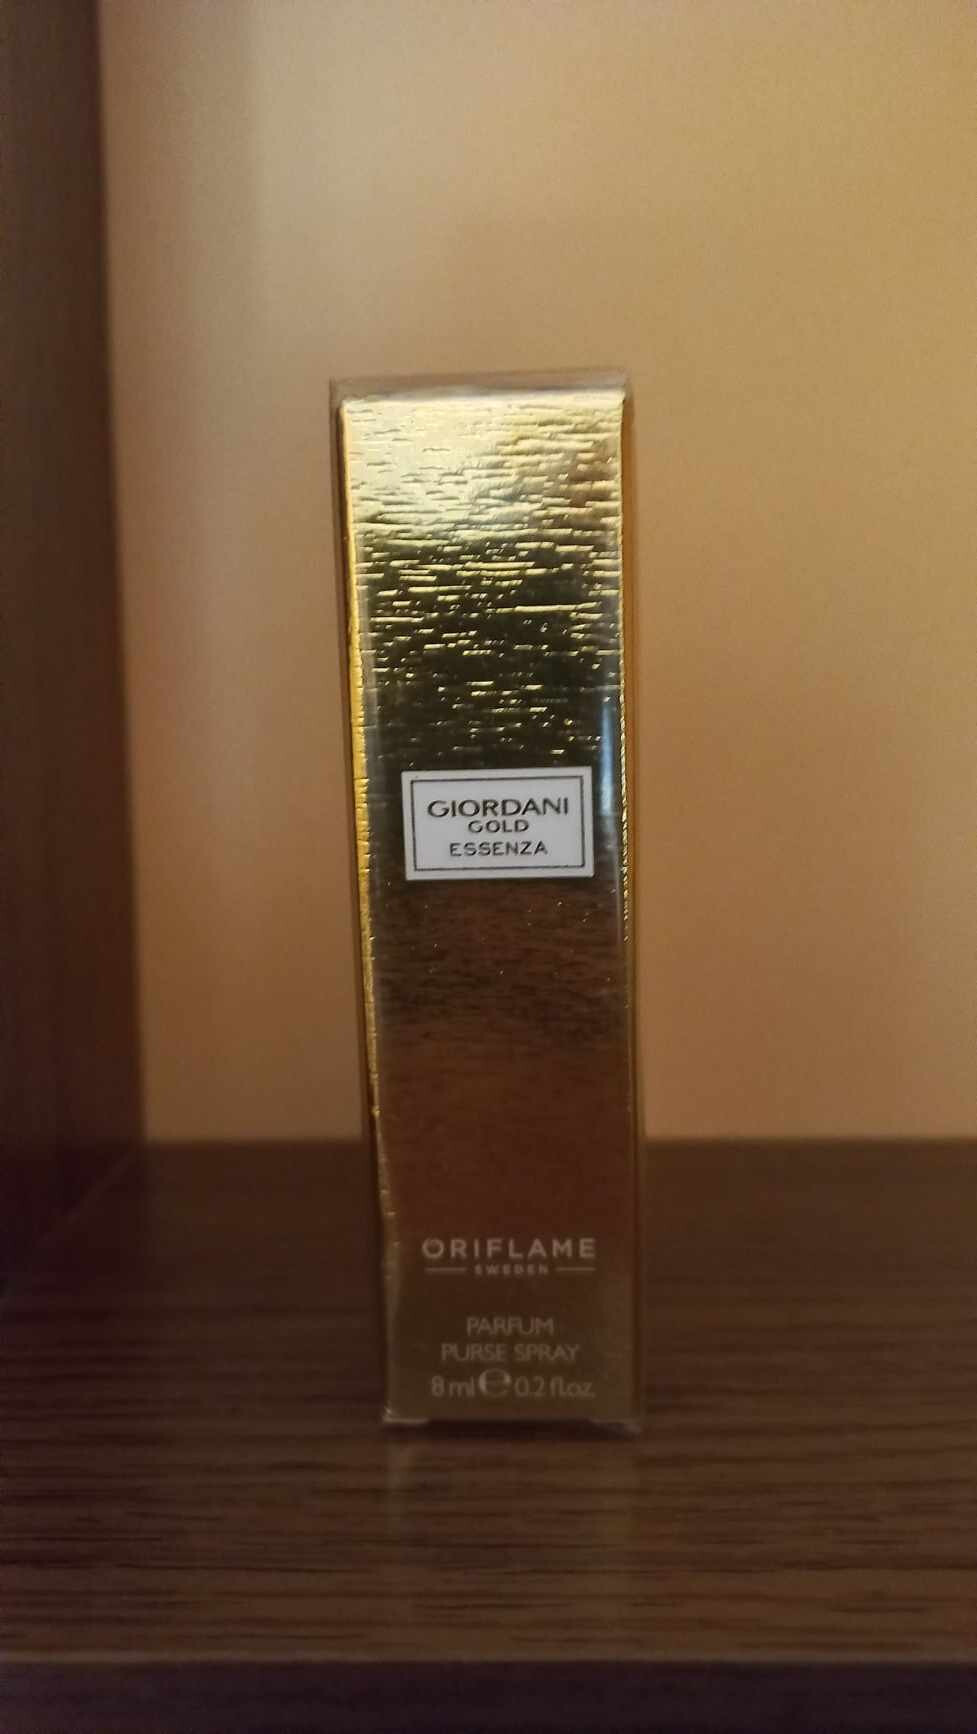 GIORDANI
GOLD
ESSENZA
ORIFLAME
SWEDEN
PARFUM
PURSE SPRAY
8 ml ℮ 0.2 fl.oz.